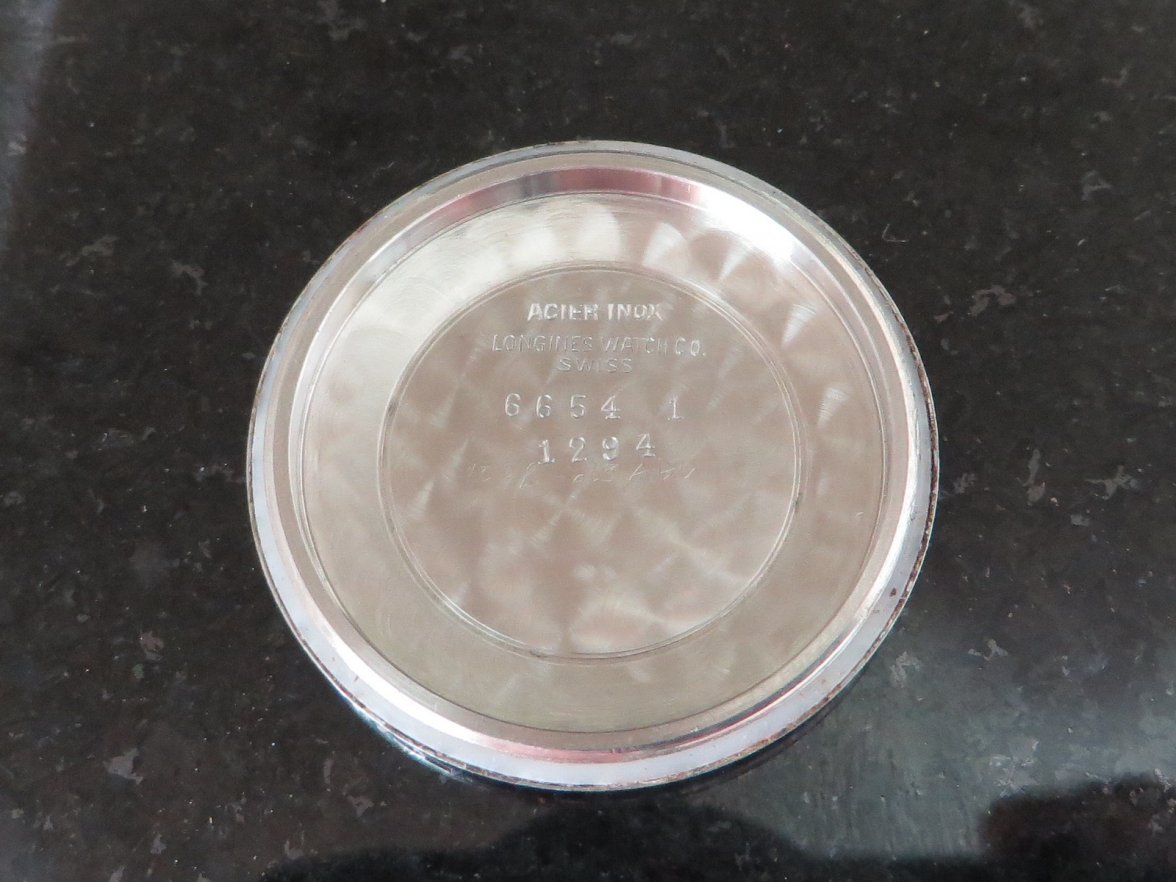 ACIER INOX
LONGINES WATCH CO.
SWISS
6654 1
1294